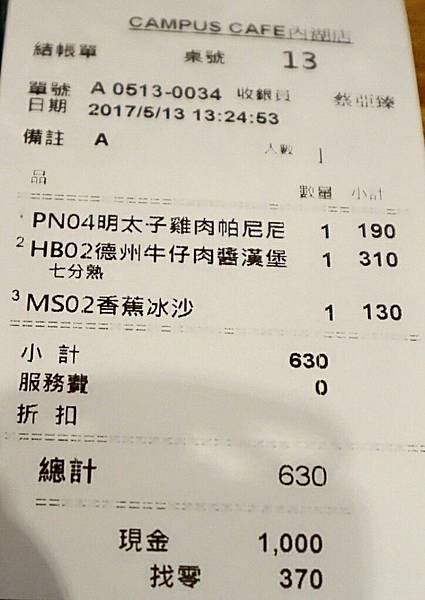 CAMPUS CAFE內湖店
結帳單 桌號 13
單號 A 0513-0034 收銀員 蔡亞臻
日期 2017/5/13 13:24:53
備註 A 人數 1
品 數量 小計
1 PN04明太子雞肉帕尼尼 1 190
2 HB02德州牛仔肉醬漢堡 1 310
七分熟
3 MS02香蕉冰沙 1 130
小 計 630
服務費 0
折 扣
總計 630
現金 1,000
找零 370